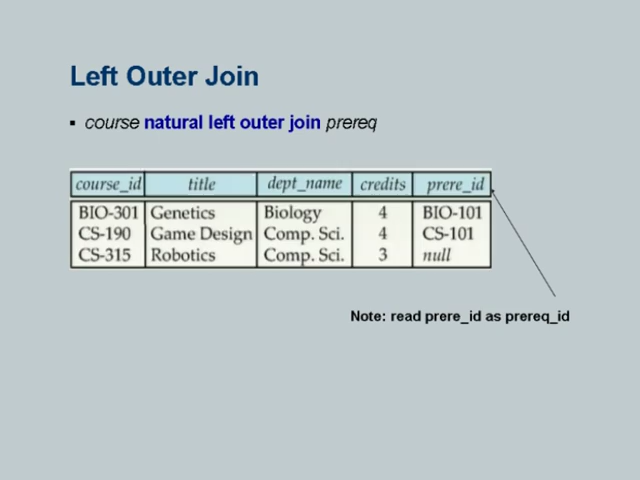 Left Outer Join
▪ course natural left outer join prereq
course_id title dept_name credits prere_id
BIO-301 Genetics Biology 4 BIO-101
CS-190 Game Design Comp. Sci. 4 CS-101
CS-315 Robotics Comp. Sci. 3 null
Note: read prere_id as prereq_id